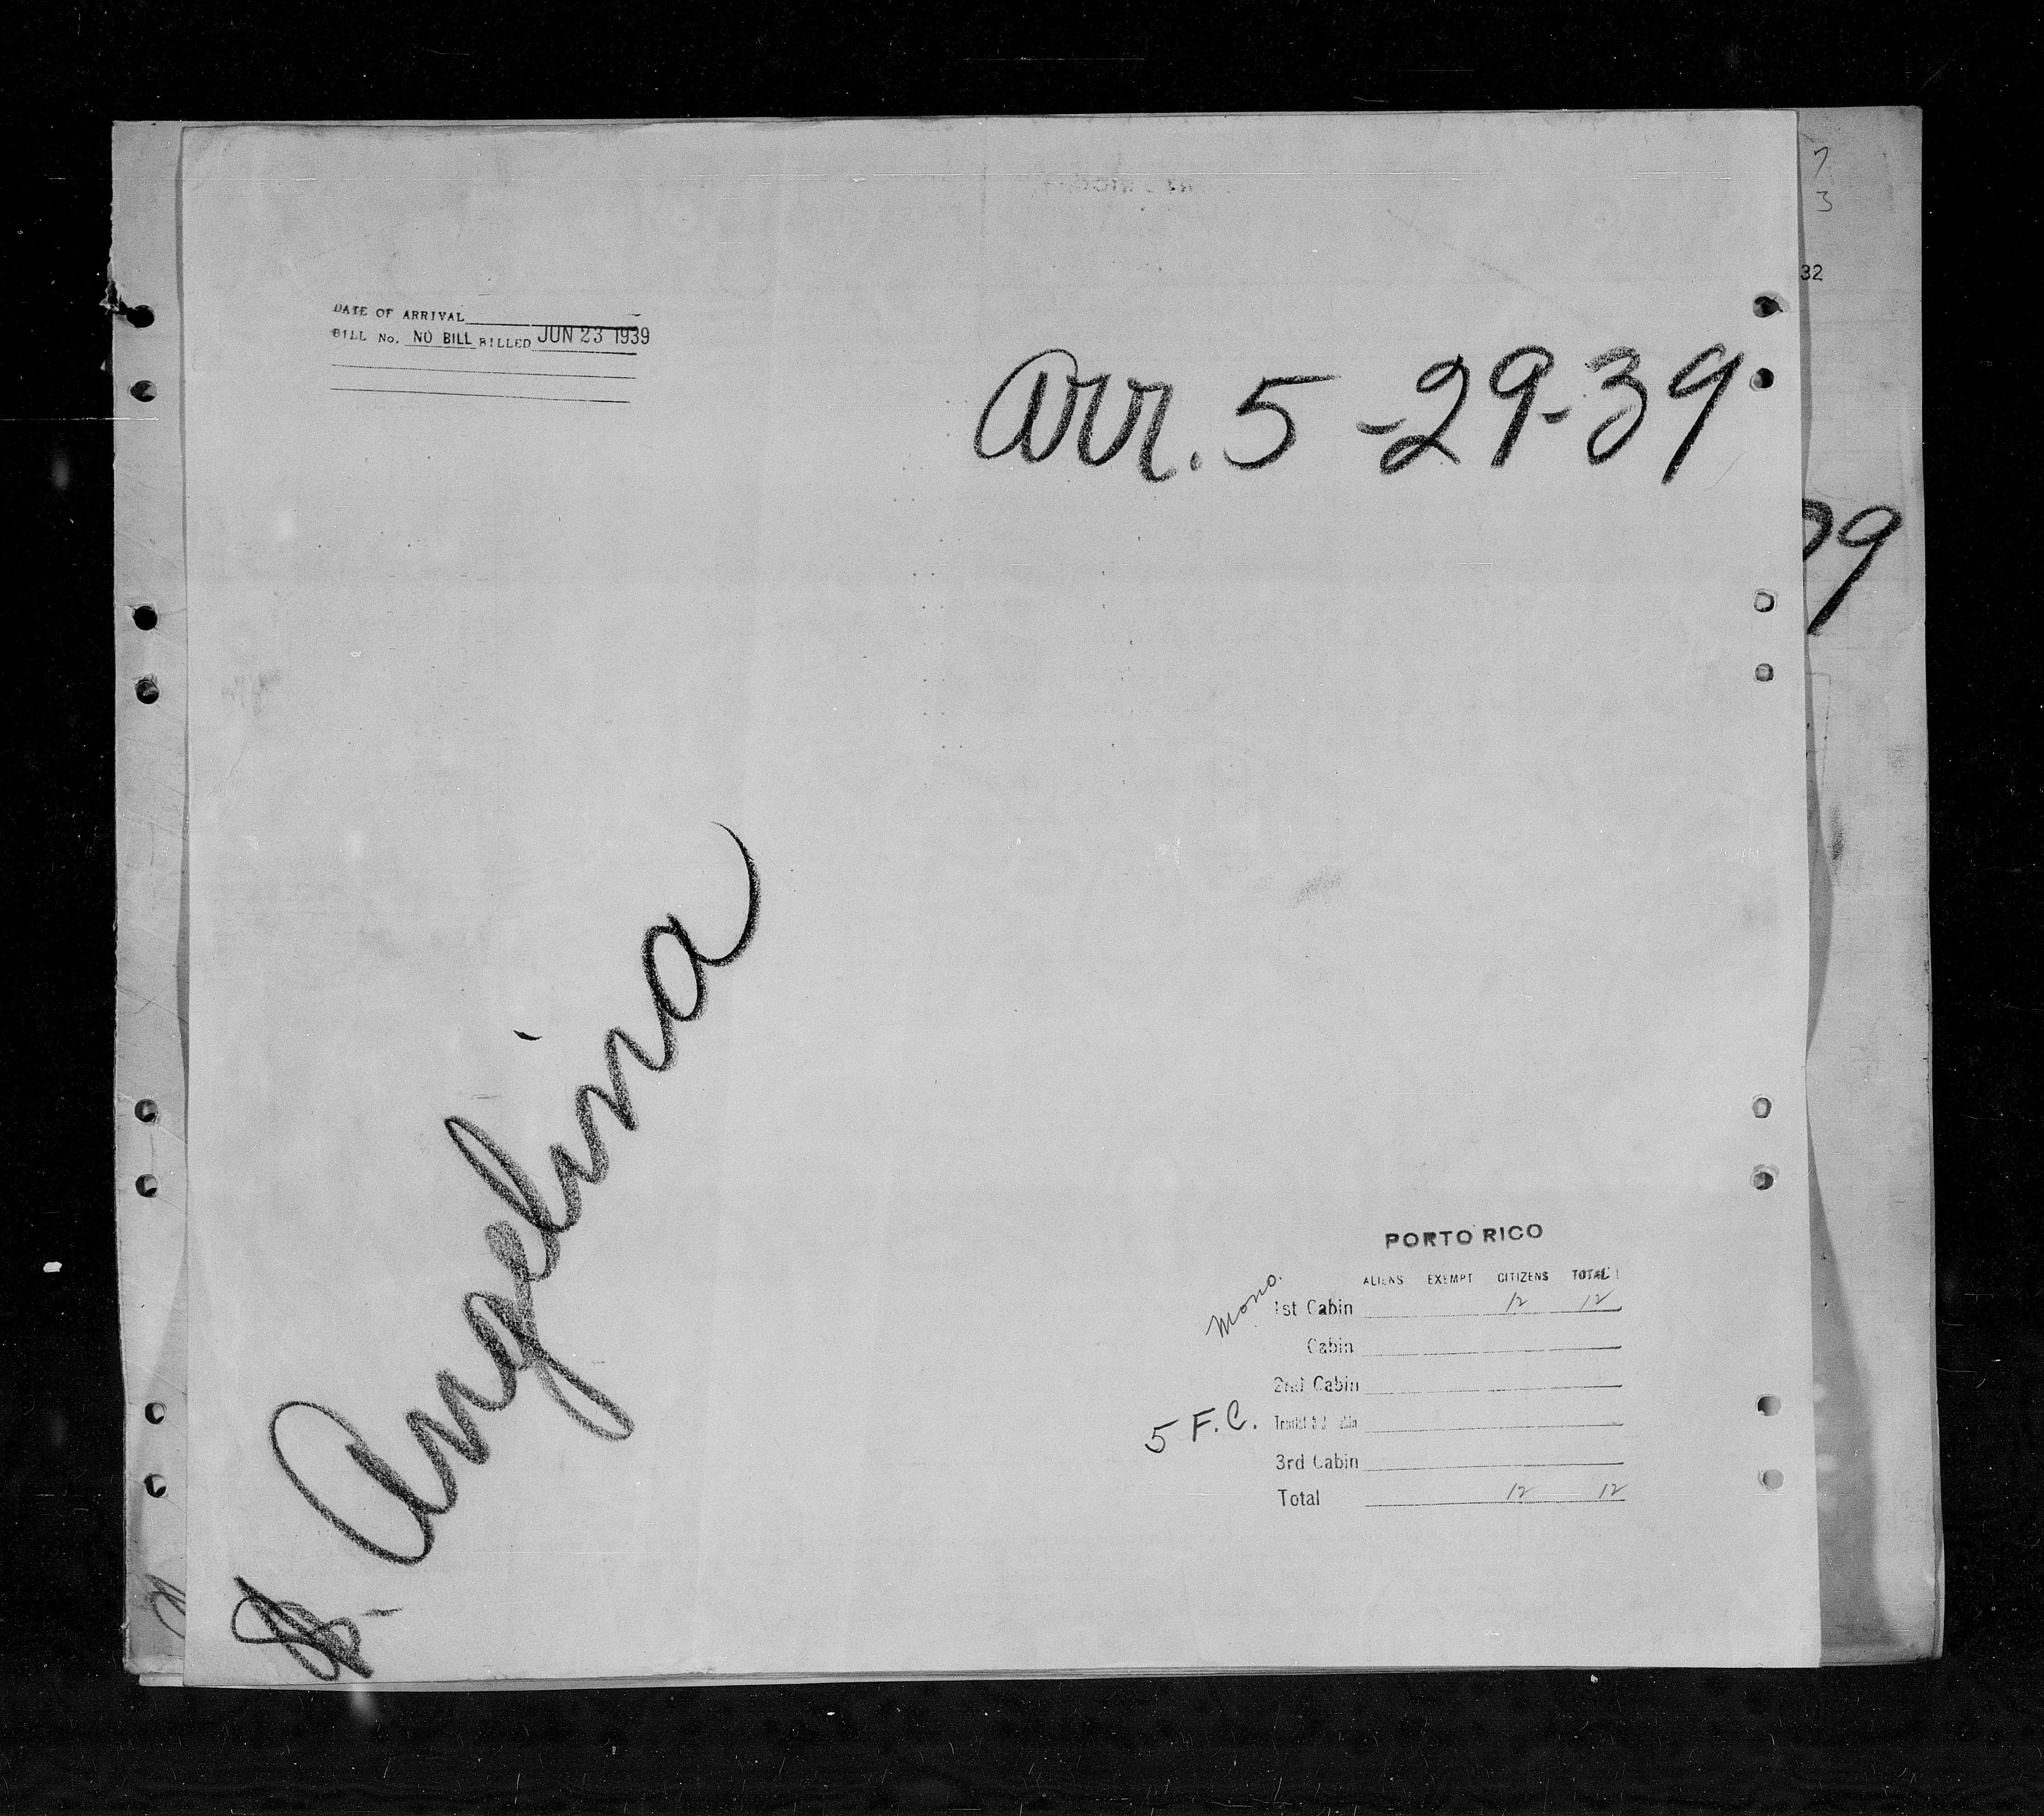 7
3
32
DATE OF ARRIVAL
BILL No. NO BILL BILLED JUN 23 1939
Arr. 5-29-39
9
S. Angelina
PORTO RICO
ALIENS EXEMPT CITIZENS TOTAL
Mono. 1st Cabin 12 12
Cabin
2nd Cabin
5 F.C.
3rd Cabin
Total 12 12